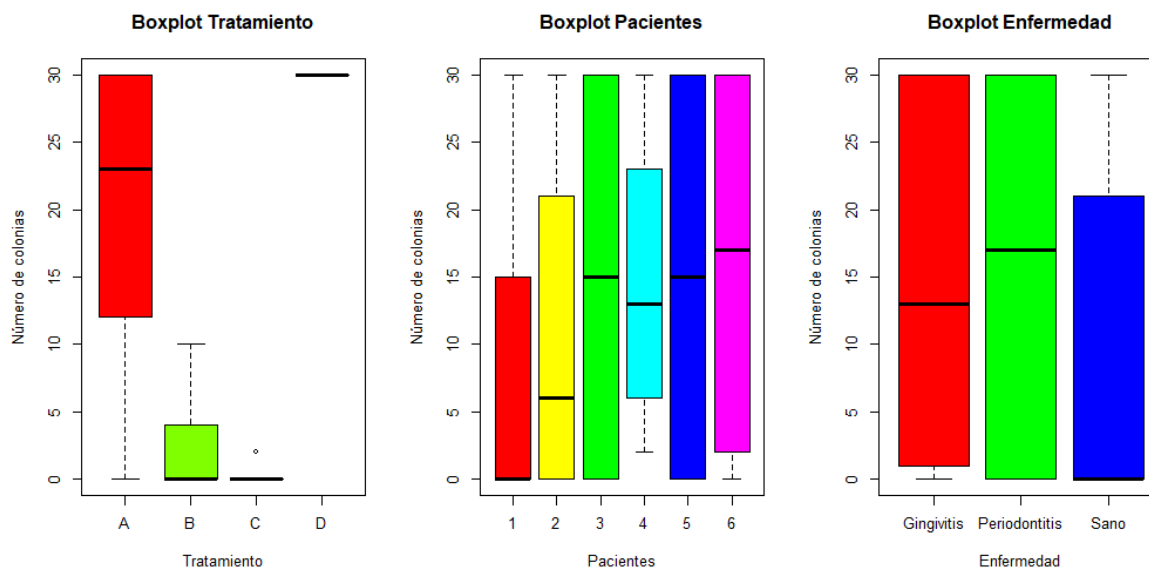 Boxplot Tratamiento
Número de colonias
30
25
20
15
10
5
0
A B C D
Tratamiento
Boxplot Pacientes
Número de colonias
30
25
20
15
10
5
0
1 2 3 4 5 6
Pacientes
Boxplot Enfermedad
Número de colonias
30
25
20
15
10
5
0
Gingivitis Periodontitis Sano
Enfermedad